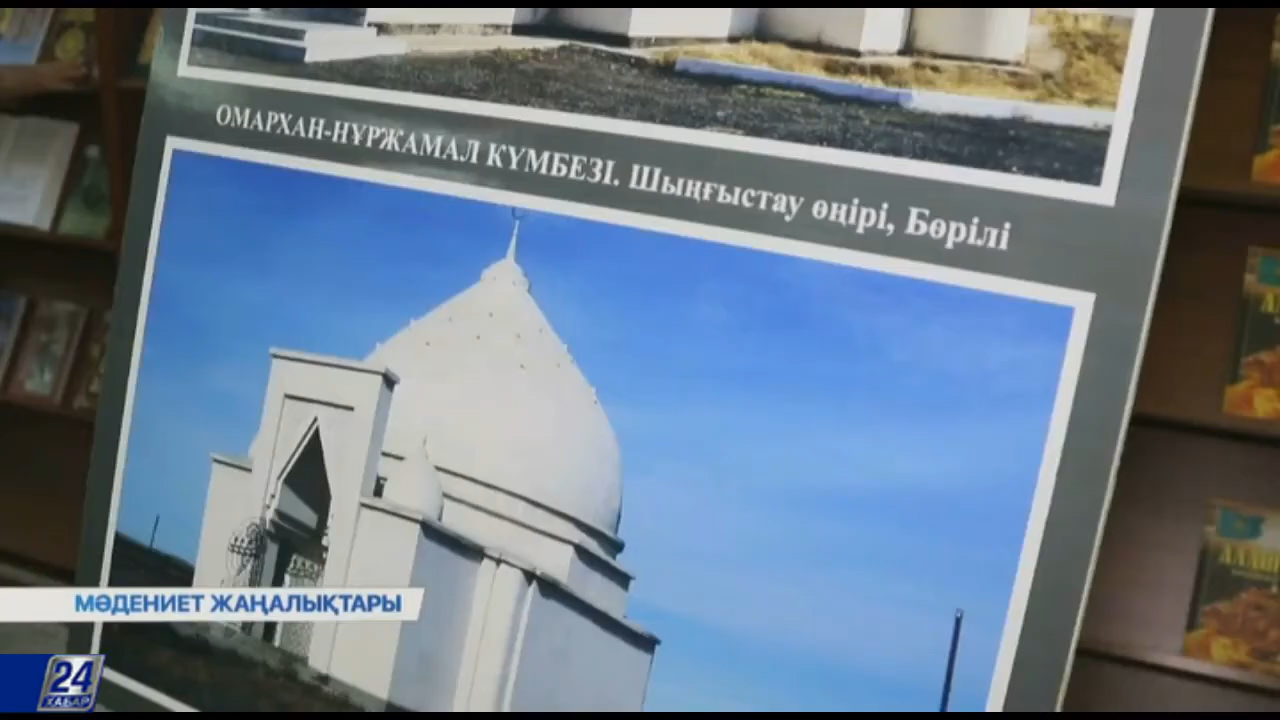 ОМАРХАН-НҰРЖАМАЛ КҮМБЕЗІ. Шыңғыстау өңірі, Бөрілі
МӘДЕНИЕТ ЖАҢАЛЫҚТАРЫ
24
ХАБАР